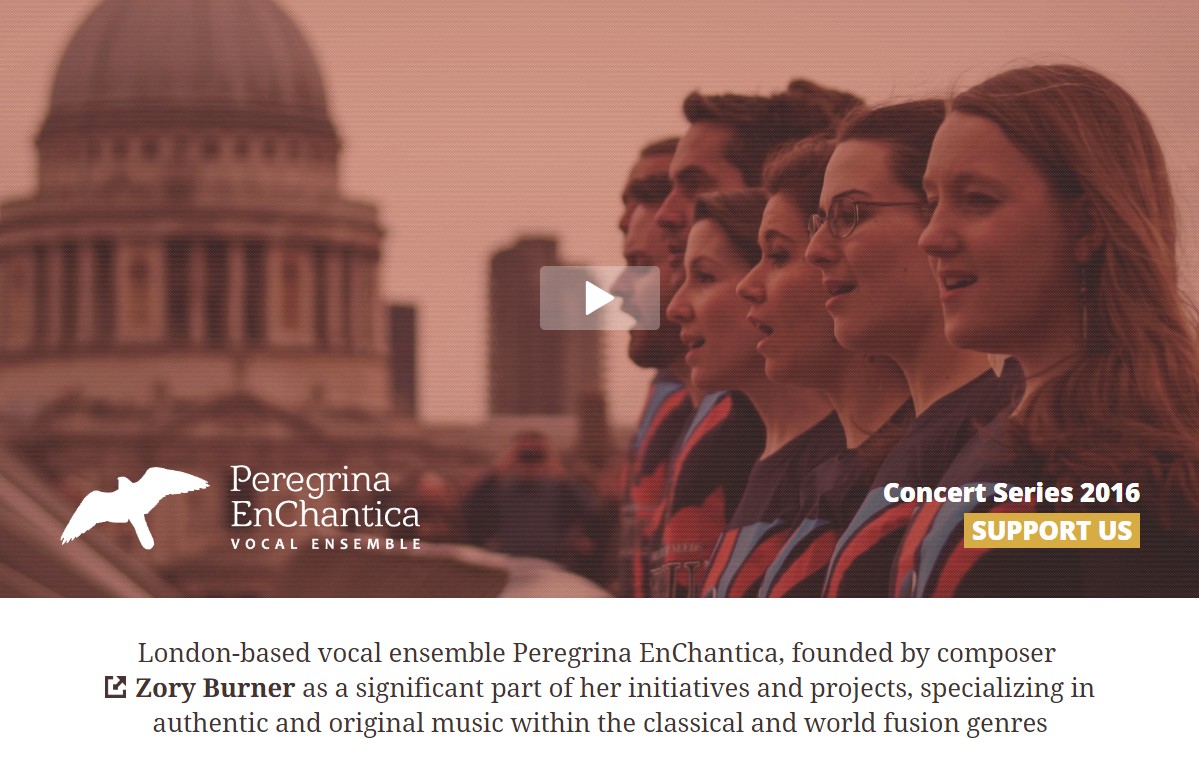 Peregrina
EnChantica
VOCAL ENSEMBLE
Concert Series 2016
SUPPORT US
London-based vocal ensemble Peregrina EnChantica, founded by composer
Zory Burner as a significant part of her initiatives and projects, specializing in
authentic and original music within the classical and world fusion genres